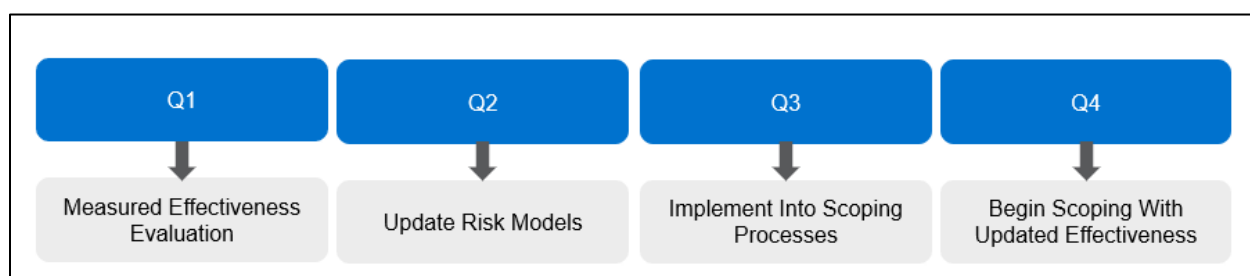 Q1
Q2
Q3
Q4
Measured Effectiveness
Evaluation
Update Risk Models
Implement Into Scoping
Processes
Begin Scoping With
Updated Effectiveness